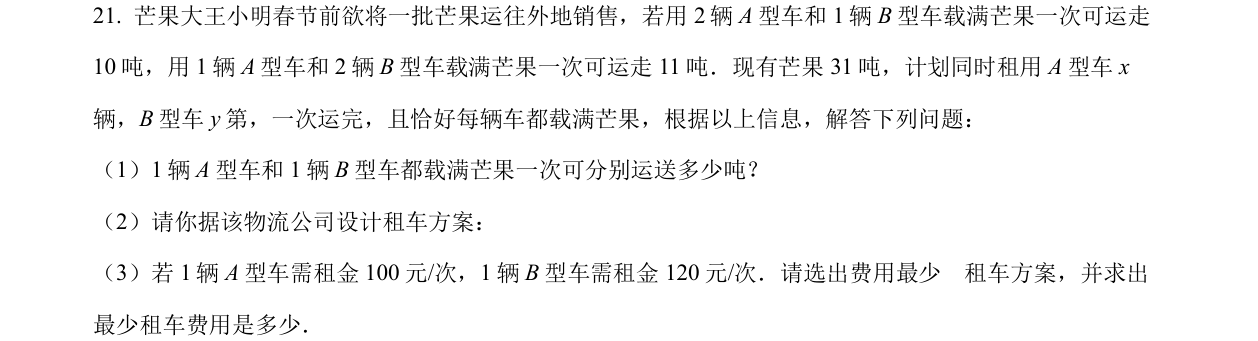 21. 芒果大王小明春节前欲将一批芒果运往外地销售，若用 2 辆 A 型车和 1 辆 B 型车载满芒果一次可运走
10 吨，用 1 辆 A 型车和 2 辆 B 型车载满芒果一次可运走 11 吨．现有芒果 31 吨，计划同时租用 A 型车 x
辆，B 型车 y 第，一次运完，且恰好每辆车都载满芒果，根据以上信息，解答下列问题：
（1）1 辆 A 型车和 1 辆 B 型车都载满芒果一次可分别运送多少吨？
（2）请你据该物流公司设计租车方案：
（3）若 1 辆 A 型车需租金 100 元/次，1 辆 B 型车需租金 120 元/次．请选出费用最少 租车方案，并求出
最少租车费用是多少．